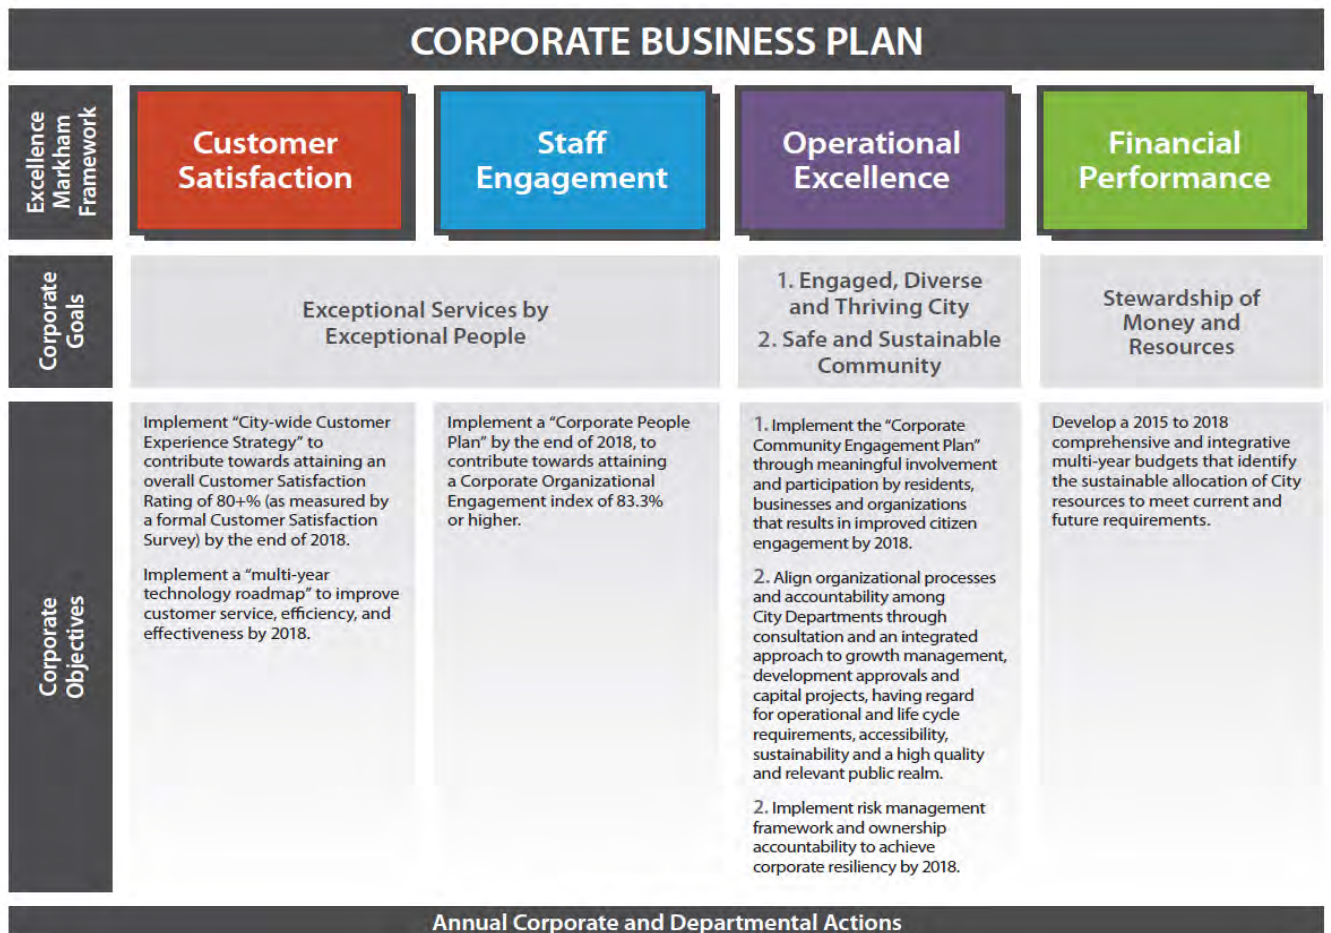 CORPORATE BUSINESS PLAN
Excellence
Markham
Framework
Customer
Satisfaction
Staff
Engagement
Operational
Excellence
Financial
Performance
Corporate
Goals
Exceptional Services by
Exceptional People
1. Engaged, Diverse
and Thriving City
2. Safe and Sustainable
Community
Stewardship of
Money and
Resources
Corporate
Objectives
Implement “City-wide Customer
Experience Strategy” to
contribute towards attaining an
overall Customer Satisfaction
Rating of 80+% (as measured by
a formal Customer Satisfaction
Survey) by the end of 2018.
Implement a “multi-year
technology roadmap” to improve
customer service, efficiency, and
effectiveness by 2018.
Implement a “Corporate People
Plan” by the end of 2018, to
contribute towards attaining
a Corporate Organizational
Engagement index of 83.3%
or higher.
1. Implement the “Corporate
Community Engagement Plan”
through meaningful involvement
and participation by residents,
businesses and organizations
that results in improved citizen
engagement by 2018.
2. Align organizational processes
and accountability among
City Departments through
consultation and an integrated
approach to growth management,
development approvals and
capital projects, having regard
for operational and life cycle
requirements, accessibility,
sustainability and a high quality
and relevant public realm.
2. Implement risk management
framework and ownership
accountability to achieve
corporate resiliency by 2018.
Develop a 2015 to 2018
comprehensive and integrative
multi-year budgets that identify
the sustainable allocation of City
resources to meet current and
future requirements.
Annual Corporate and Departmental Actions